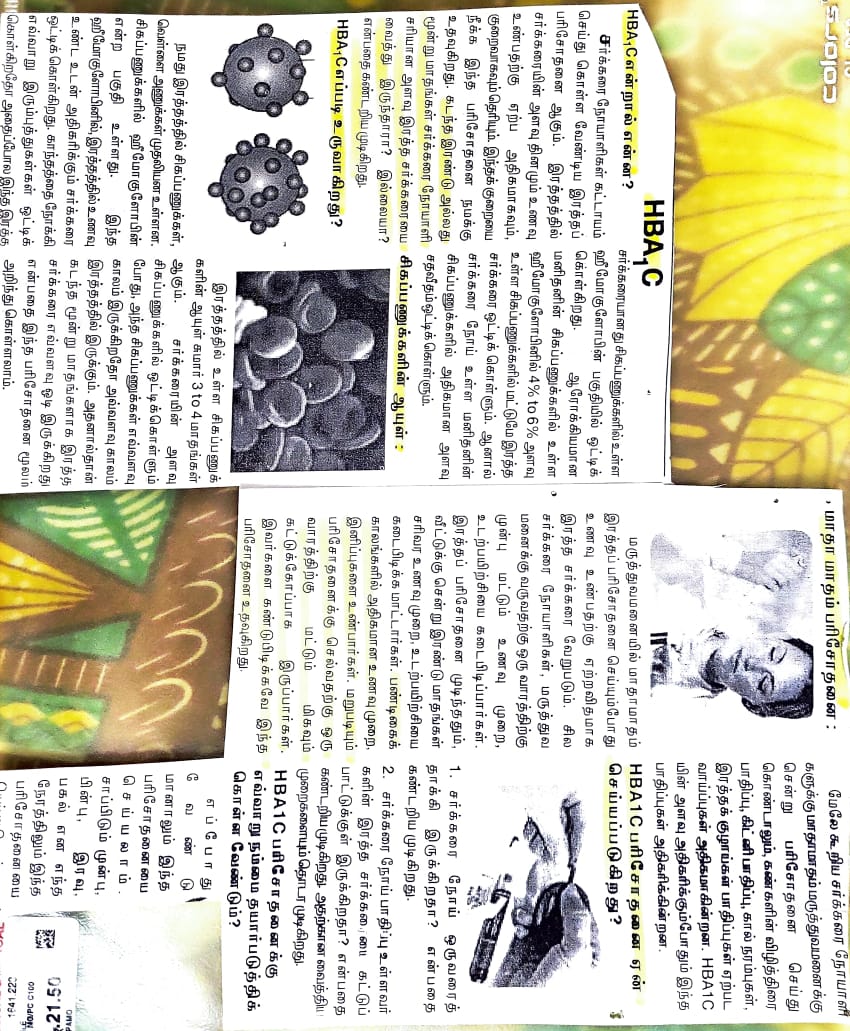 colors
HBA₁C
HBA₁C என்றால் என்ன?
சர்க்கரை நோயாளிகள் கட்டாயம்
செய்து கொள்ள வேண்டிய இரத்தப்
பரிசோதனை ஆகும். இரத்தத்தில்
சர்க்கரையின் அளவு தினமும் உணவு
உண்பதற்கு ஏற்ப அதிகமாகவும்,
குறைவாகவும் தெரியும். இந்தக் குறையை
நீக்க இந்த பரிசோதனை நமக்கு
உதவுகிறது. கடந்த இரண்டு அல்லது
மூன்று மாதங்கள் சர்க்கரை நோயாளி
சரியான அளவு இரத்த சர்க்கரையை
வைத்து இருந்தாரா? இல்லையா?
என்பதை கண்டறிய முடிகிறது.
HBA₁C எப்படி உருவாகிறது?
நமது இரத்தத்தில் சிகப்பணுக்கள்,
வெள்ளை அணுக்கள் முதலியன உள்ளன.
சிகப்பணுக்களில் ஹீமோகுளோபின்
என்ற பகுதி உள்ளது. இந்த
ஹீமோகுளோபினில், இரத்தத்தில் உணவு
உண்ட உடன் அதிகரிக்கும் சர்க்கரை
ஒட்டிக் கொள்கிறது. காந்தத்தை நோக்கி
எவ்வாறு இரும்புத்துகள்கள் ஒட்டிக்
கொள்கிறதோ அதைப்போல இந்த இரத்த
சர்க்கரையானது சிகப்பணுக்களில் உள்ள
ஹீமோகுளோபின் பகுதியில் ஒட்டிக்
கொள்கிறது. ஆரோக்கியமான
மனிதனின் சிகப்பணுக்களில் உள்ள
ஹீமோகுளோபினில் 4% to 6% அளவு
உள்ள சிகப்பணுக்களில் மட்டுமே இரத்த
சர்க்கரை ஒட்டிக் கொள்ளும். ஆனால்
சர்க்கரை நோய் உள்ள மனிதனின்
சிகப்பணுக்களில் அதிகமான அளவு
சதவீதம் ஒட்டிக் கொள்ளும்.
சிகப்பணுக்களின் ஆயுள் :
இரத்தத்தில் உள்ள சிகப்பணுக்
களின் ஆயுள் சுமார் 3 to 4 மாதங்கள்
ஆகும். சர்க்கரையின் அளவு
சிகப்பணுக்களில் ஒட்டிக்கொள்ளும்
போது, அந்த சிகப்பணுக்கள் எவ்வளவு
காலம் இருக்கிறதோ அவ்வளவு காலம்
இரத்தத்தில் இருக்கும். அதனால்தான்
கடந்த மூன்று மாதங்களாக இரத்த
சர்க்கரை எவ்வளவு ஓடி இருக்கிறது
என்பதை இந்த பரிசோதனை மூலம்
அறிந்து கொள்ளலாம்.
மாதா மாதம் பரிசோதனை :
மருத்துவமனையில் மாதாமாதம்
இரத்தப் பரிசோதனை செய்யும்போது
உணவு உண்பதற்கு ஏற்றவிதமாக
இரத்த சர்க்கரை வேறுபடும். சில
சர்க்கரை நோயாளிகள், மருத்துவ
மனைக்கு வருவதற்கு ஒரு வாரத்திற்கு
முன்பு மட்டும் உணவு முறை,
உடற்பயிற்சியை கடைபிடிப்பார்கள்.
இரத்தப் பரிசோதனை முடிந்ததும்,
வீட்டுக்கு சென்று இரண்டு மாதங்கள்
சரிவர உணவு முறை, உடற்பயிற்சியை
கடைபிடிக்க மாட்டார்கள். பண்டிகைக்
காலங்களில் அதிகமான உணவு முறை,
இனிப்புகளை உண்பார்கள். மறுபடியும்
பரிசோதனைக்கு செல்வதற்கு ஒரு
வாரத்திற்கு மட்டும் மிகவும்
கட்டுக்கோப்பாக இருப்பார்கள்.
இவர்களை கண்டுபிடிக்கவே இந்த
பரிசோதனை உதவுகிறது.
மேலே கூறிய சர்க்கரை நோயாளி
களுக்கு மாதாமாதம் மருத்துவமனைக்கு
சென்று பரிசோதனை செய்து
கொண்டாலும், கண்களின் விழித்திரை
பாதிப்பு, கிட்னி பாதிப்பு, கால் நரம்புகள்,
இரத்தக் குழாய்கள் பாதிப்புகள் ஏற்பட
வாய்ப்புகள் அதிகமாகின்றன. HBA1C
யின் அளவு அதிகரிக்கும்போதும் இந்த
பாதிப்புகள் அதிகரிக்கின்றன.
HBA1C பரிசோதனை ஏன்
செய்யப்படுகிறது?
1. சர்க்கரை நோய் ஒருவரைத்
தாக்கி இருக்கிறதா? என்பதை
கண்டறிய முடிகிறது.
2. சர்க்கரை நோய் பாதிப்பு உள்ளவர்
களின் இரத்த சர்க்கரையை கட்டுப்
பாட்டுக்குள் இருக்கிறதா? என்பதை
கண்டறிய முடிகிறது. அதற்கான வைத்திய
முறைகளையும் தொடர முடிகிறது.
HBA1C பரிசோதனைக்கு
எவ்வாறு நம்மை தயார்படுத்திக்
கொள்ள வேண்டும்?
எப்போது
வேண்டு
மானாலும் இந்த
பரிசோதனையை
செய்யலாம்.
சாப்பிடும் முன்பு,
பின்பு, இரவு,
பகல் என எந்த
நேரத்திலும் இந்த
பரிசோதனையை
21.50